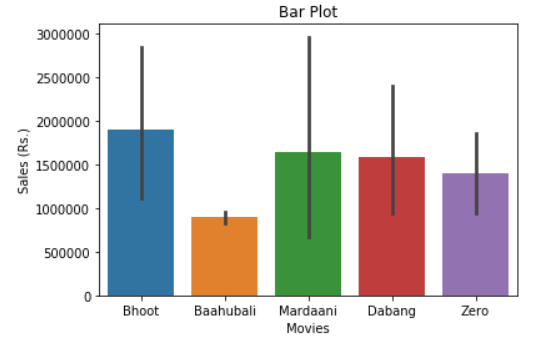 Bar Plot
3000000
2500000
2000000
1500000
1000000
500000
0
Sales (Rs.)
Bhoot Baahubali Mardaani Dabang Zero
Movies